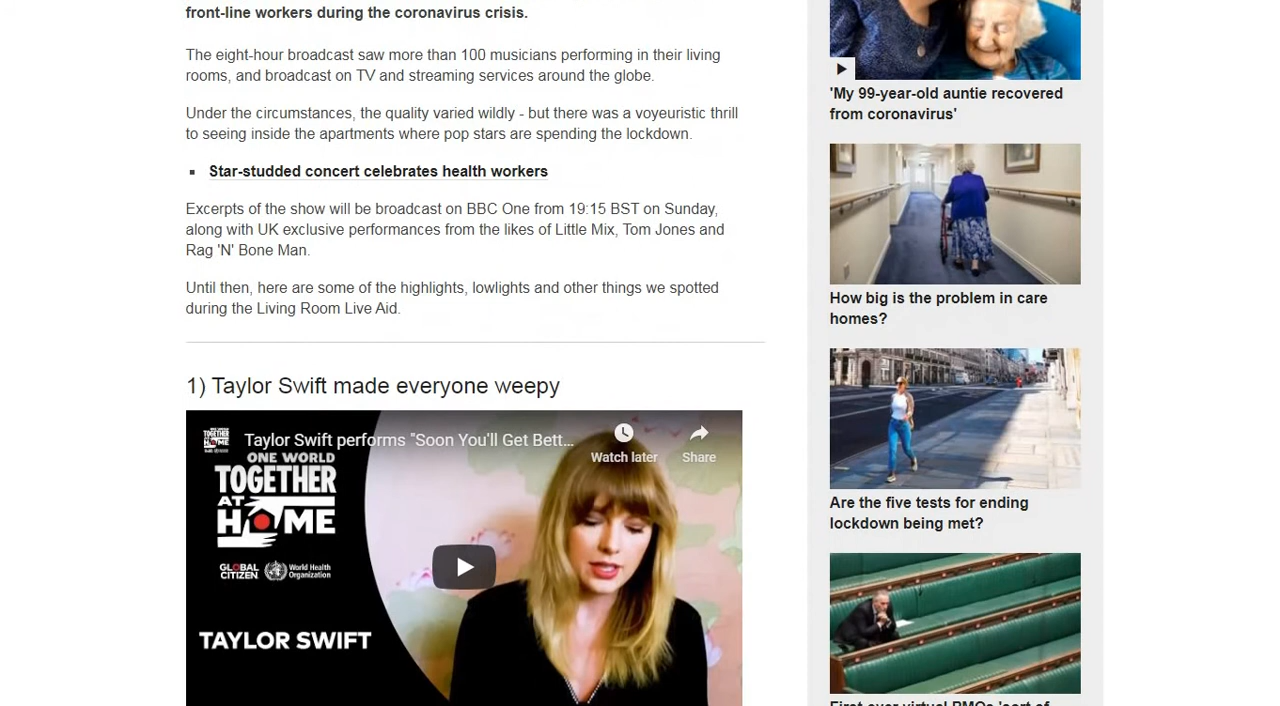 front-line workers during the coronavirus crisis.
The eight-hour broadcast saw more than 100 musicians performing in their living
rooms, and broadcast on TV and streaming services around the globe.
Under the circumstances, the quality varied wildly - but there was a voyeuristic thrill
to seeing inside the apartments where pop stars are spending the lockdown.
Star-studded concert celebrates health workers
Excerpts of the show will be broadcast on BBC One from 19:15 BST on Sunday,
along with UK exclusive performances from the likes of Little Mix, Tom Jones and
Rag 'N' Bone Man.
Until then, here are some of the highlights, lowlights and other things we spotted
during the Living Room Live Aid.
1) Taylor Swift made everyone weepy
Taylor Swift performs "Soon You'll Get Bett...
Watch later
Share
ONE WORLD
TOGETHER
AT
HOME
GLOBAL
CITIZEN
World Health
Organization
TAYLOR SWIFT
'My 99-year-old auntie recovered
from coronavirus'
How big is the problem in care
homes?
Are the five tests for ending
lockdown being met?
First ever virtual PMQs 'sort of